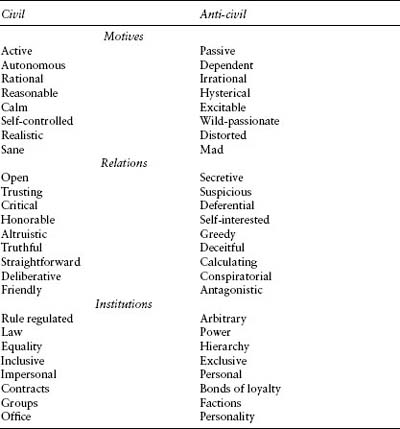 Civil Anti-civil
Motives
Active Passive
Autonomous Dependent
Rational Irrational
Reasonable Hysterical
Calm Excitable
Self-controlled Wild-passionate
Realistic Distorted
Sane Mad
Relations
Open Secretive
Trusting Suspicious
Critical Deferential
Honorable Self-interested
Altruistic Greedy
Truthful Deceitful
Straightforward Calculating
Deliberative Conspiratorial
Friendly Antagonistic
Institutions
Rule regulated Arbitrary
Law Power
Equality Hierarchy
Inclusive Exclusive
Impersonal Personal
Contracts Bonds of loyalty
Groups Factions
Office Personality